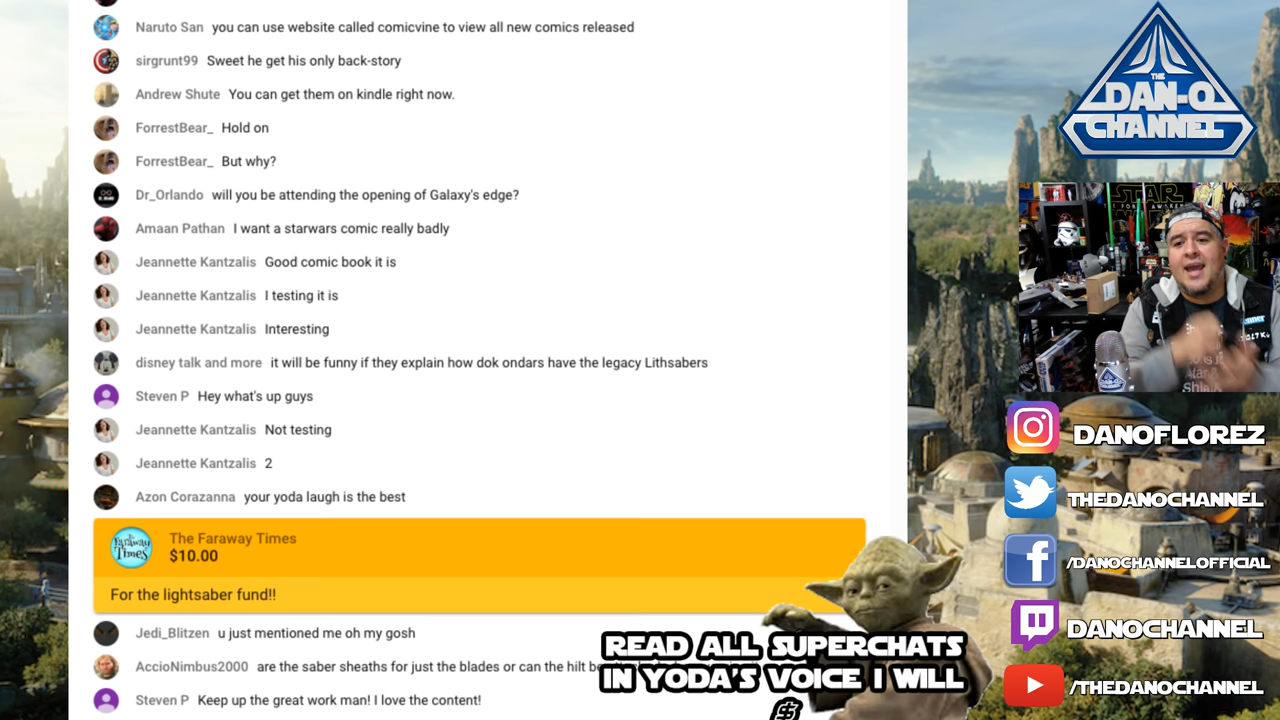 Naruto San you can use website called comicvine to view all new comics released
sirgrunt99 Sweet he get his only back-story
Andrew Shute You can get them on kindle right now.
ForrestBear_ Hold on
ForrestBear_ But why?
Dr_Orlando will you be attending the opening of Galaxy's edge?
Amaan Pathan I want a starwars comic really badly
Jeannette Kantzalis Good comic book it is
Jeannette Kantzalis I testing it is
Jeannette Kantzalis Interesting
disney talk and more it will be funny if they explain how dok ondars have the legacy Lithsabers
Steven P Hey what's up guys
Jeannette Kantzalis Not testing
Jeannette Kantzalis 2
Azon Corazanna your yoda laugh is the best
Faraway
Times
The Faraway Times
$10.00
For the lightsaber fund!!
Jedi_Blitzen u just mentioned me oh my gosh
AccioNimbus2000 are the saber sheaths for just the blades or can the hilt
Steven P Keep up the great work man! I love the content!
READ ALL SUPERCHATS
IN YODA'S VOICE I WILL
$
THE
DAN-O
CHANNEL
STAR
DANOFLOREZ
THEDANOCHANNEL
/DANOCHANNELOFFICIAL
DANOCHANNEL
/THEDANOCHANNEL